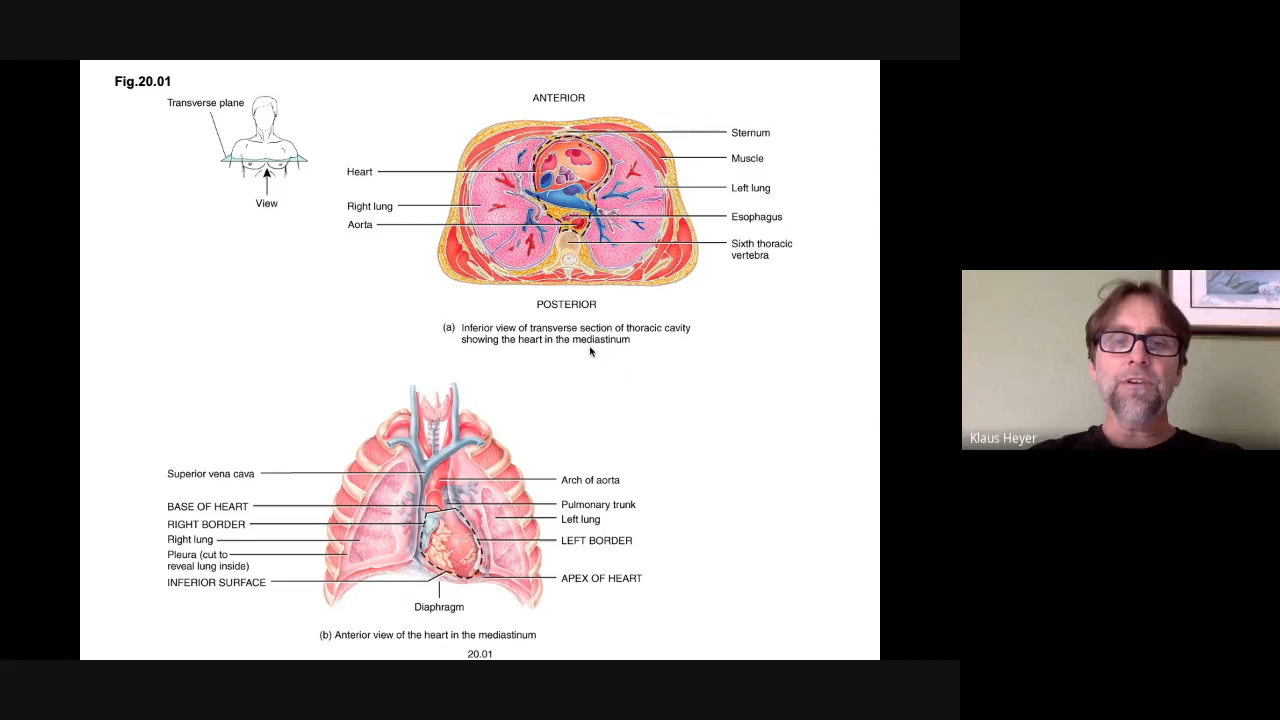 Fig.20.01
Transverse plane
View
ANTERIOR
Heart
Right lung
Aorta
Sternum
Muscle
Left lung
Esophagus
Sixth thoracic
vertebra
POSTERIOR
(a) Inferior view of transverse section of thoracic cavity
showing the heart in the mediastinum
Superior vena cava
BASE OF HEART
RIGHT BORDER
Right lung
Pleura (cut to
reveal lung inside)
INFERIOR SURFACE
Arch of aorta
Pulmonary trunk
Left lung
LEFT BORDER
APEX OF HEART
Diaphragm
(b) Anterior view of the heart in the mediastinum
20.01
Klaus Heyer